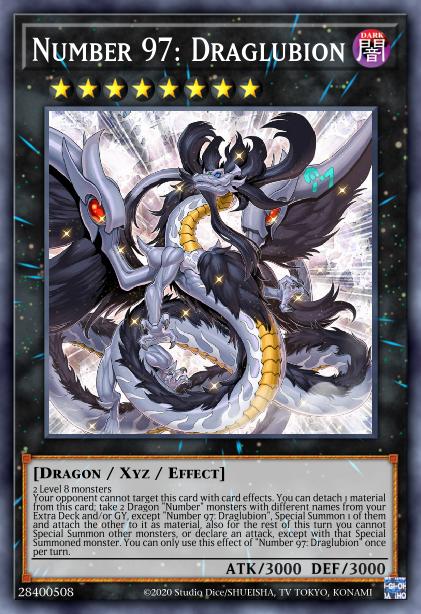 NUMBER 97: DRAGLUBION
DARK
闇
97
[DRAGON / XYZ / EFFECT]
2 Level 8 monsters
Your opponent cannot target this card with card effects. You can detach 1 material
from this card; take 2 Dragon "Number" monsters with different names from your
Extra Deck and/or GY, except "Number 97: Draglubion", Special Summon 1 of them
and attach the other to it as material, also for the rest of this turn you cannot
Special Summon other monsters, or declare an attack, except with that Special
Summoned monster. You can only use this effect of "Number 97: Draglubion" once
per turn.
ATK/3000 DEF/3000
28400508
©2020 Studio Dice/SHUEISHA, TV TOKYO, KONAMI